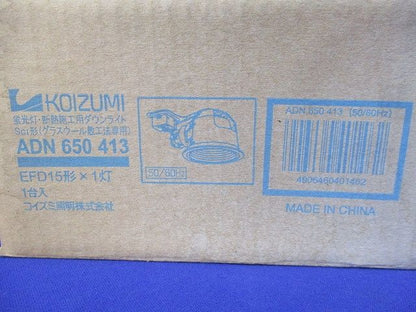 KOIZUMI
蛍光灯・断熱施工用ダウンライト
SGI形(グラスウール敷工法専用)
ADN 650 413
EFD15形×1灯
1台入
コイズミ照明株式会社
50/60Hz
ADN 650 413 (50/60Hz)
4906460401462
MADE IN CHINA